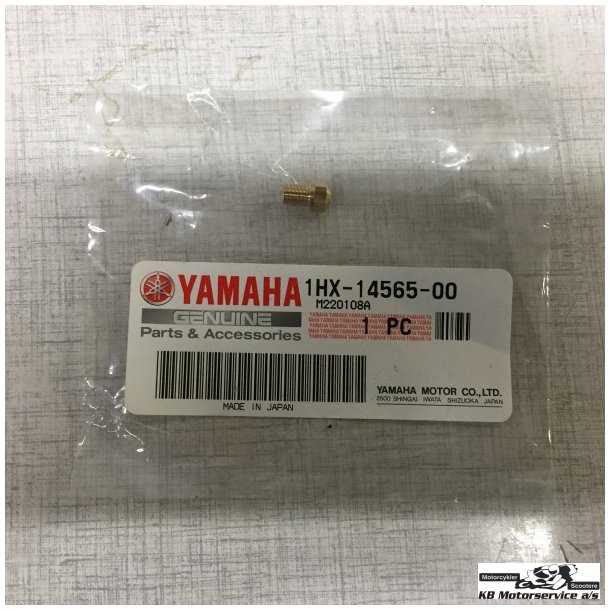 YAMAHA
GENUINE
Parts & Accessories
1HX-14565-00
M220108A
1 PC
MADE IN JAPAN
YAMAHA MOTOR CO.,LTD.
2500 SHINGAI IWATA SHIZUOKA JAPAN
Motorcykler Scootere
KB Motorservice a/s